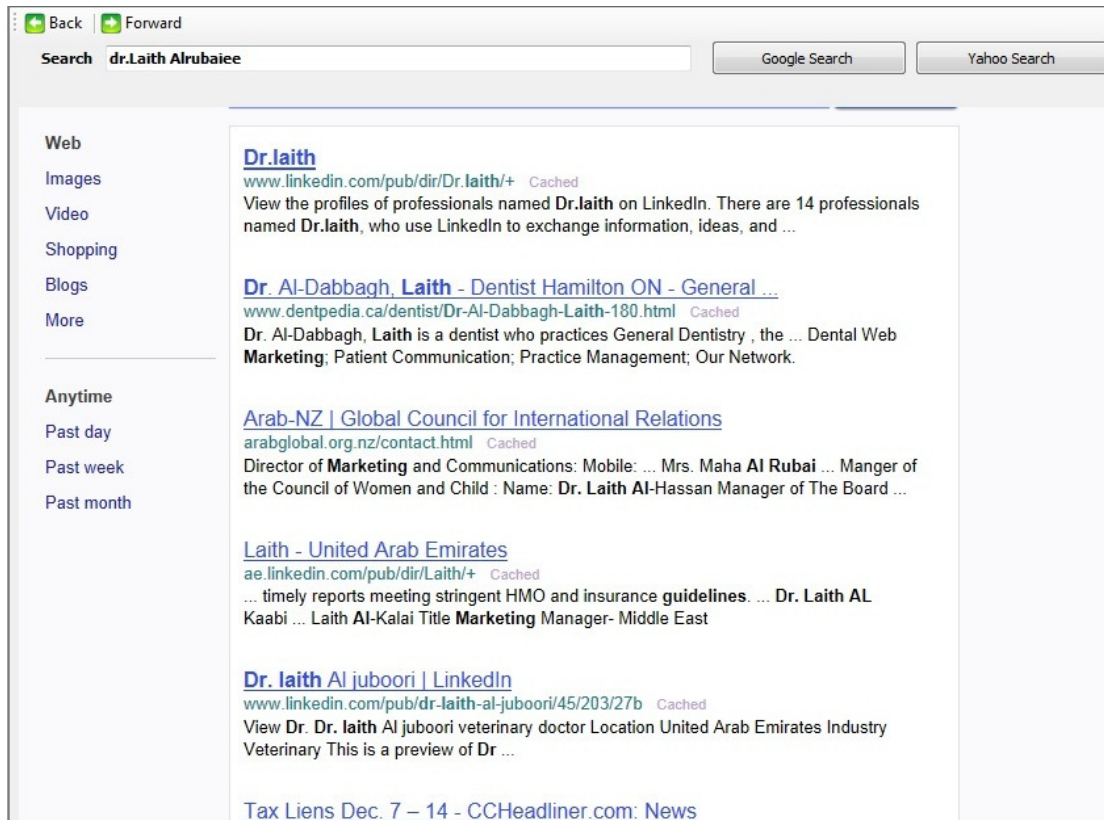 Back Forward
Search dr.Laith Alrubaiee Google Search Yahoo Search
Web
Images
Video
Shopping
Blogs
More
Anytime
Past day
Past week
Past month
Dr.laith
www.linkedin.com/pub/dir/Dr.laith/+ Cached
View the profiles of professionals named Dr.laith on LinkedIn. There are 14 professionals
named Dr.laith, who use LinkedIn to exchange information, ideas, and ...
Dr. Al-Dabbagh, Laith - Dentist Hamilton ON - General ...
www.dentpedia.ca/dentist/Dr-Al-Dabbagh-Laith-180.html Cached
Dr. Al-Dabbagh, Laith is a dentist who practices General Dentistry , the ... Dental Web
Marketing; Patient Communication; Practice Management; Our Network.
Arab-NZ | Global Council for International Relations
arabglobal.org.nz/contact.html Cached
Director of Marketing and Communications: Mobile: ... Mrs. Maha Al Rubai ... Manger of
the Council of Women and Child : Name: Dr. Laith Al-Hassan Manager of The Board ...
Laith - United Arab Emirates
ae.linkedin.com/pub/dir/Laith/+ Cached
... timely reports meeting stringent HMO and insurance guidelines. ... Dr. Laith AL
Kaabi ... Laith Al-Kalai Title Marketing Manager- Middle East
Dr. laith Al juboori | LinkedIn
www.linkedin.com/pub/dr-laith-al-juboori/45/203/27b Cached
View Dr. Dr. laith Al juboori veterinary doctor Location United Arab Emirates Industry
Veterinary This is a preview of Dr ...
Tax Liens Dec. 7 – 14 - CCHeadliner.com: News